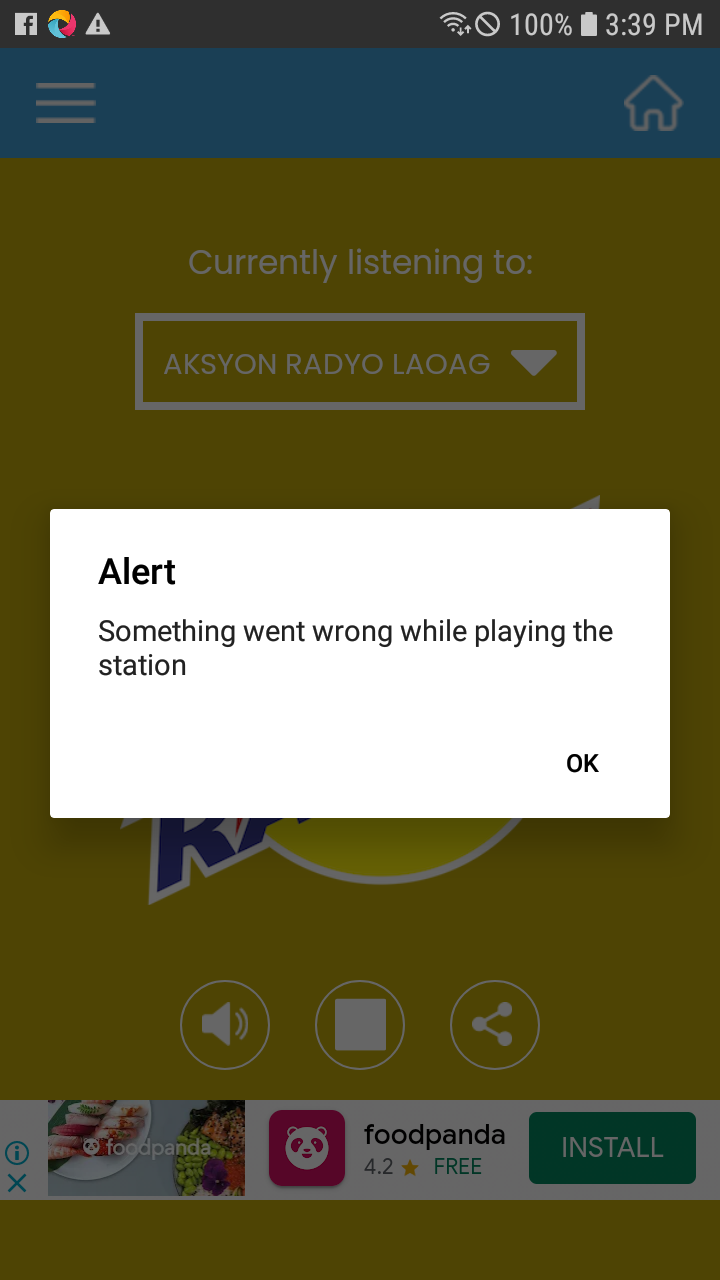 100% 3:39 PM
Currently listening to:
AKSYON RADYO LAOAG
Alert
Something went wrong while playing the
station
OK
foodpanda
foodpanda
4.2 FREE
INSTALL